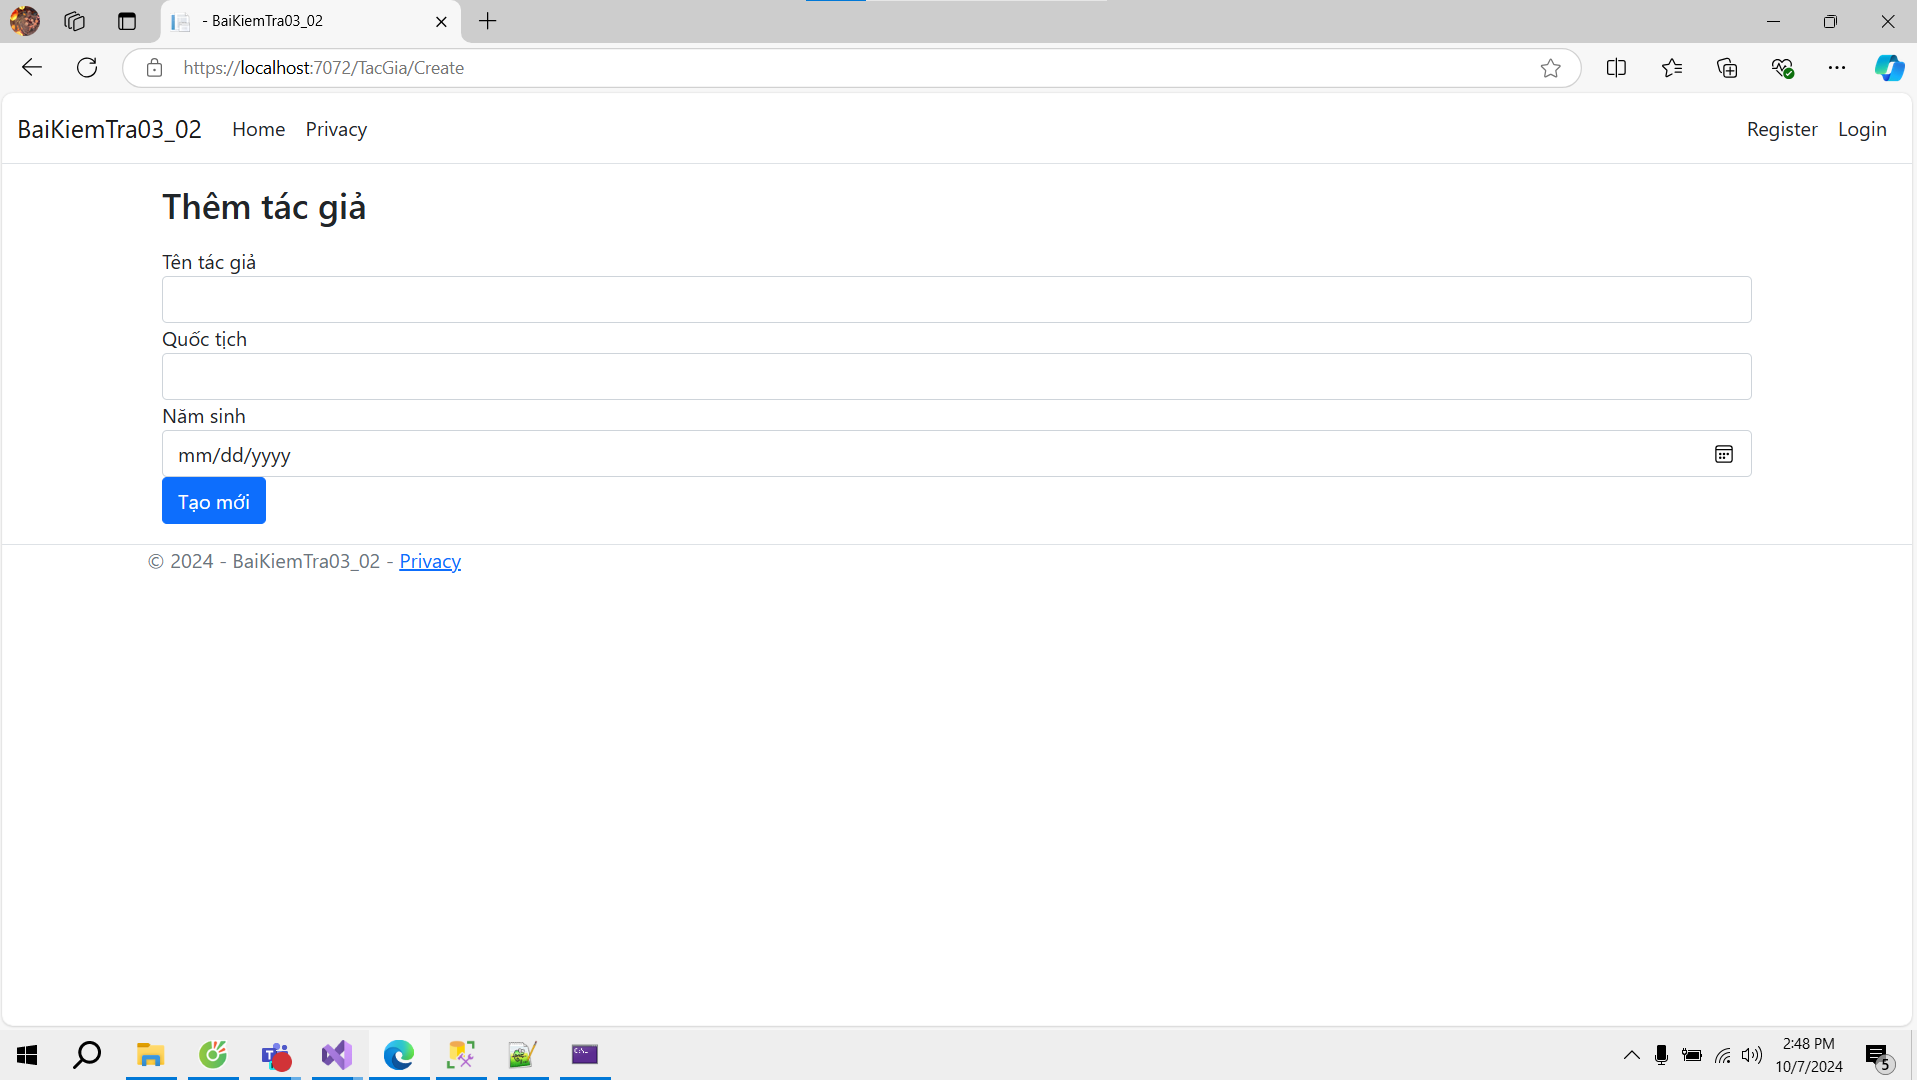 - BaiKiemTra03_02
https://localhost:7072/TacGia/Create
BaiKiemTra03_02 Home Privacy Register Login
Thêm tác giả
Tên tác giả
Quốc tịch
Năm sinh
mm/dd/yyyy
Tạo mới
© 2024 - BaiKiemTra03_02 - Privacy
2:48 PM
10/7/2024
5